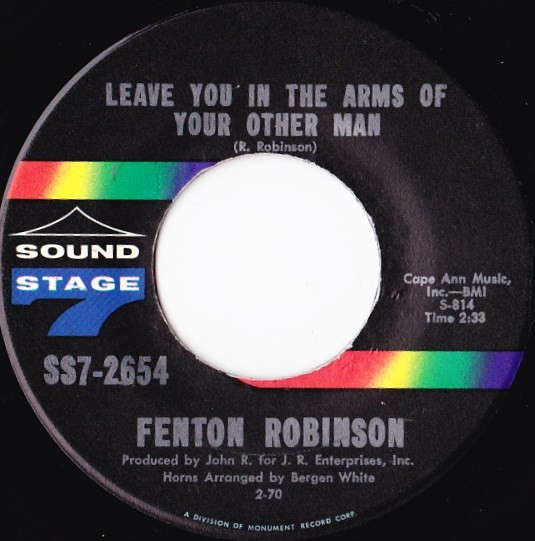 LEAVE YOU IN THE ARMS OF
YOUR OTHER MAN
(R. Robinson)
SOUND
STAGE
7
Cape Ann Music,
Inc.—BMI
S-814
Time 2:33
SS7-2654
FENTON ROBINSON
Produced by John R. for J. R. Enterprises, Inc.
Horns Arranged by Bergen White
2-70
A DIVISION OF MONUMENT RECORD CORP.